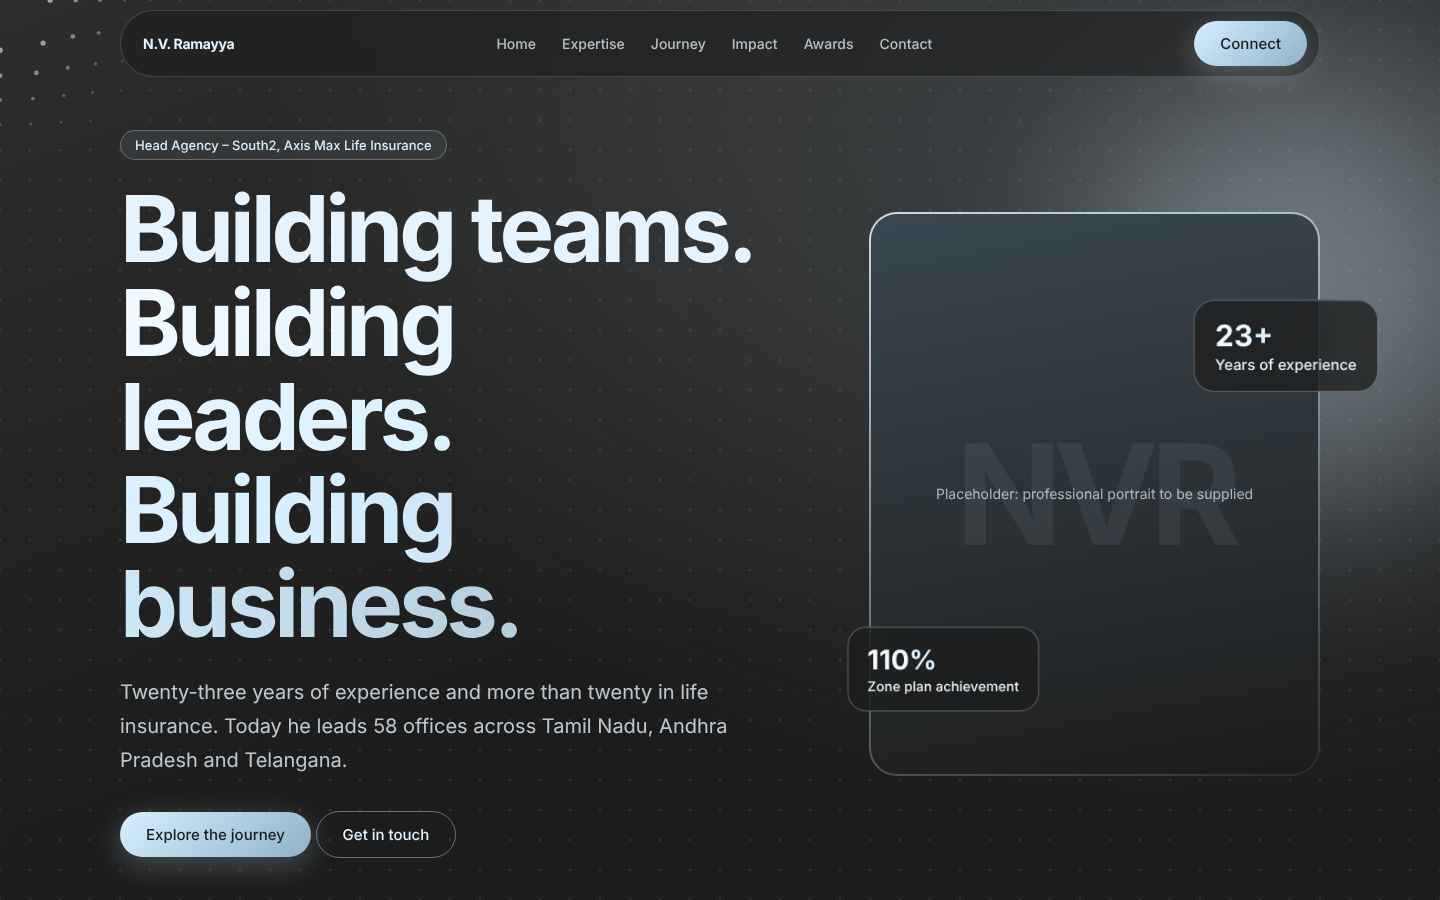 N.V. Ramayya
Home Expertise Journey Impact Awards Contact
Connect
Head Agency – South2, Axis Max Life Insurance
Building teams.
Building
leaders.
Building
business.
Twenty-three years of experience and more than twenty in life
insurance. Today he leads 58 offices across Tamil Nadu, Andhra
Pradesh and Telangana.
Explore the journey
Get in touch
23+
Years of experience
NVR
Placeholder: professional portrait to be supplied
110%
Zone plan achievement